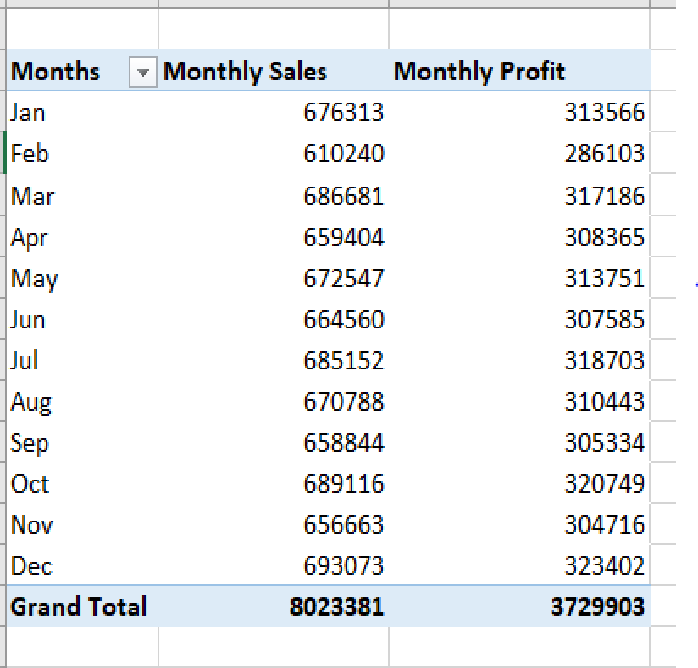 Months Monthly Sales Monthly Profit
Jan 676313 313566
Feb 610240 286103
Mar 686681 317186
Apr 659404 308365
May 672547 313751
Jun 664560 307585
Jul 685152 318703
Aug 670788 310443
Sep 658844 305334
Oct 689116 320749
Nov 656663 304716
Dec 693073 323402
Grand Total 8023381 3729903